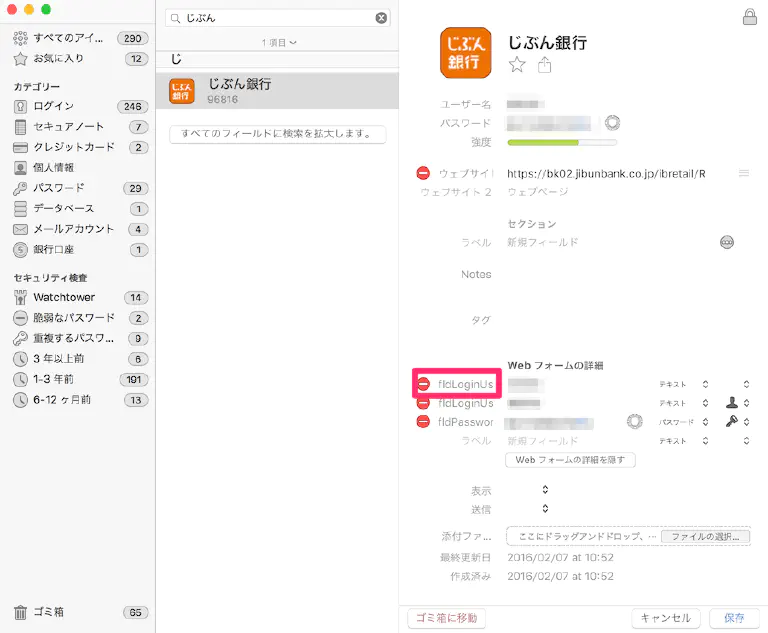 すべてのアイ... 290
お気に入り 12
カテゴリー
ログイン 246
セキュアノート 7
クレジットカード 2
個人情報
パスワード 29
データベース 1
メールアカウント 4
銀行口座 1
セキュリティ検査
Watchtower 14
脆弱なパスワード 2
重複するパスワ... 9
3 年以上前 6
1–3 年前 191
6-12 ヶ月前 13
ゴミ箱 65
じぶん
1 項目
じ
じぶん銀行
じぶん銀行
96816
すべてのフィールドに検索を拡大します。
じぶん銀行
じぶん銀行
ユーザー名
パスワード
強度
ウェブサイト https://bk02.jibunbank.co.jp/ibretail/R
ウェブサイト 2 ウェブページ
セクション
ラベル 新規フィールド
Notes
タグ
Web フォームの詳細
fldLoginUs テキスト
fldLoginUs テキスト
fldPasswor パスワード
ラベル 新規フィールド テキスト
Web フォームの詳細を隠す
表示
送信
添付ファ... ここにドラッグアンドドロップ、... ファイルの選択...
最終更新日 2016/02/07 at 10:52
作成済み 2016/02/07 at 10:52
ゴミ箱に移動 キャンセル 保存